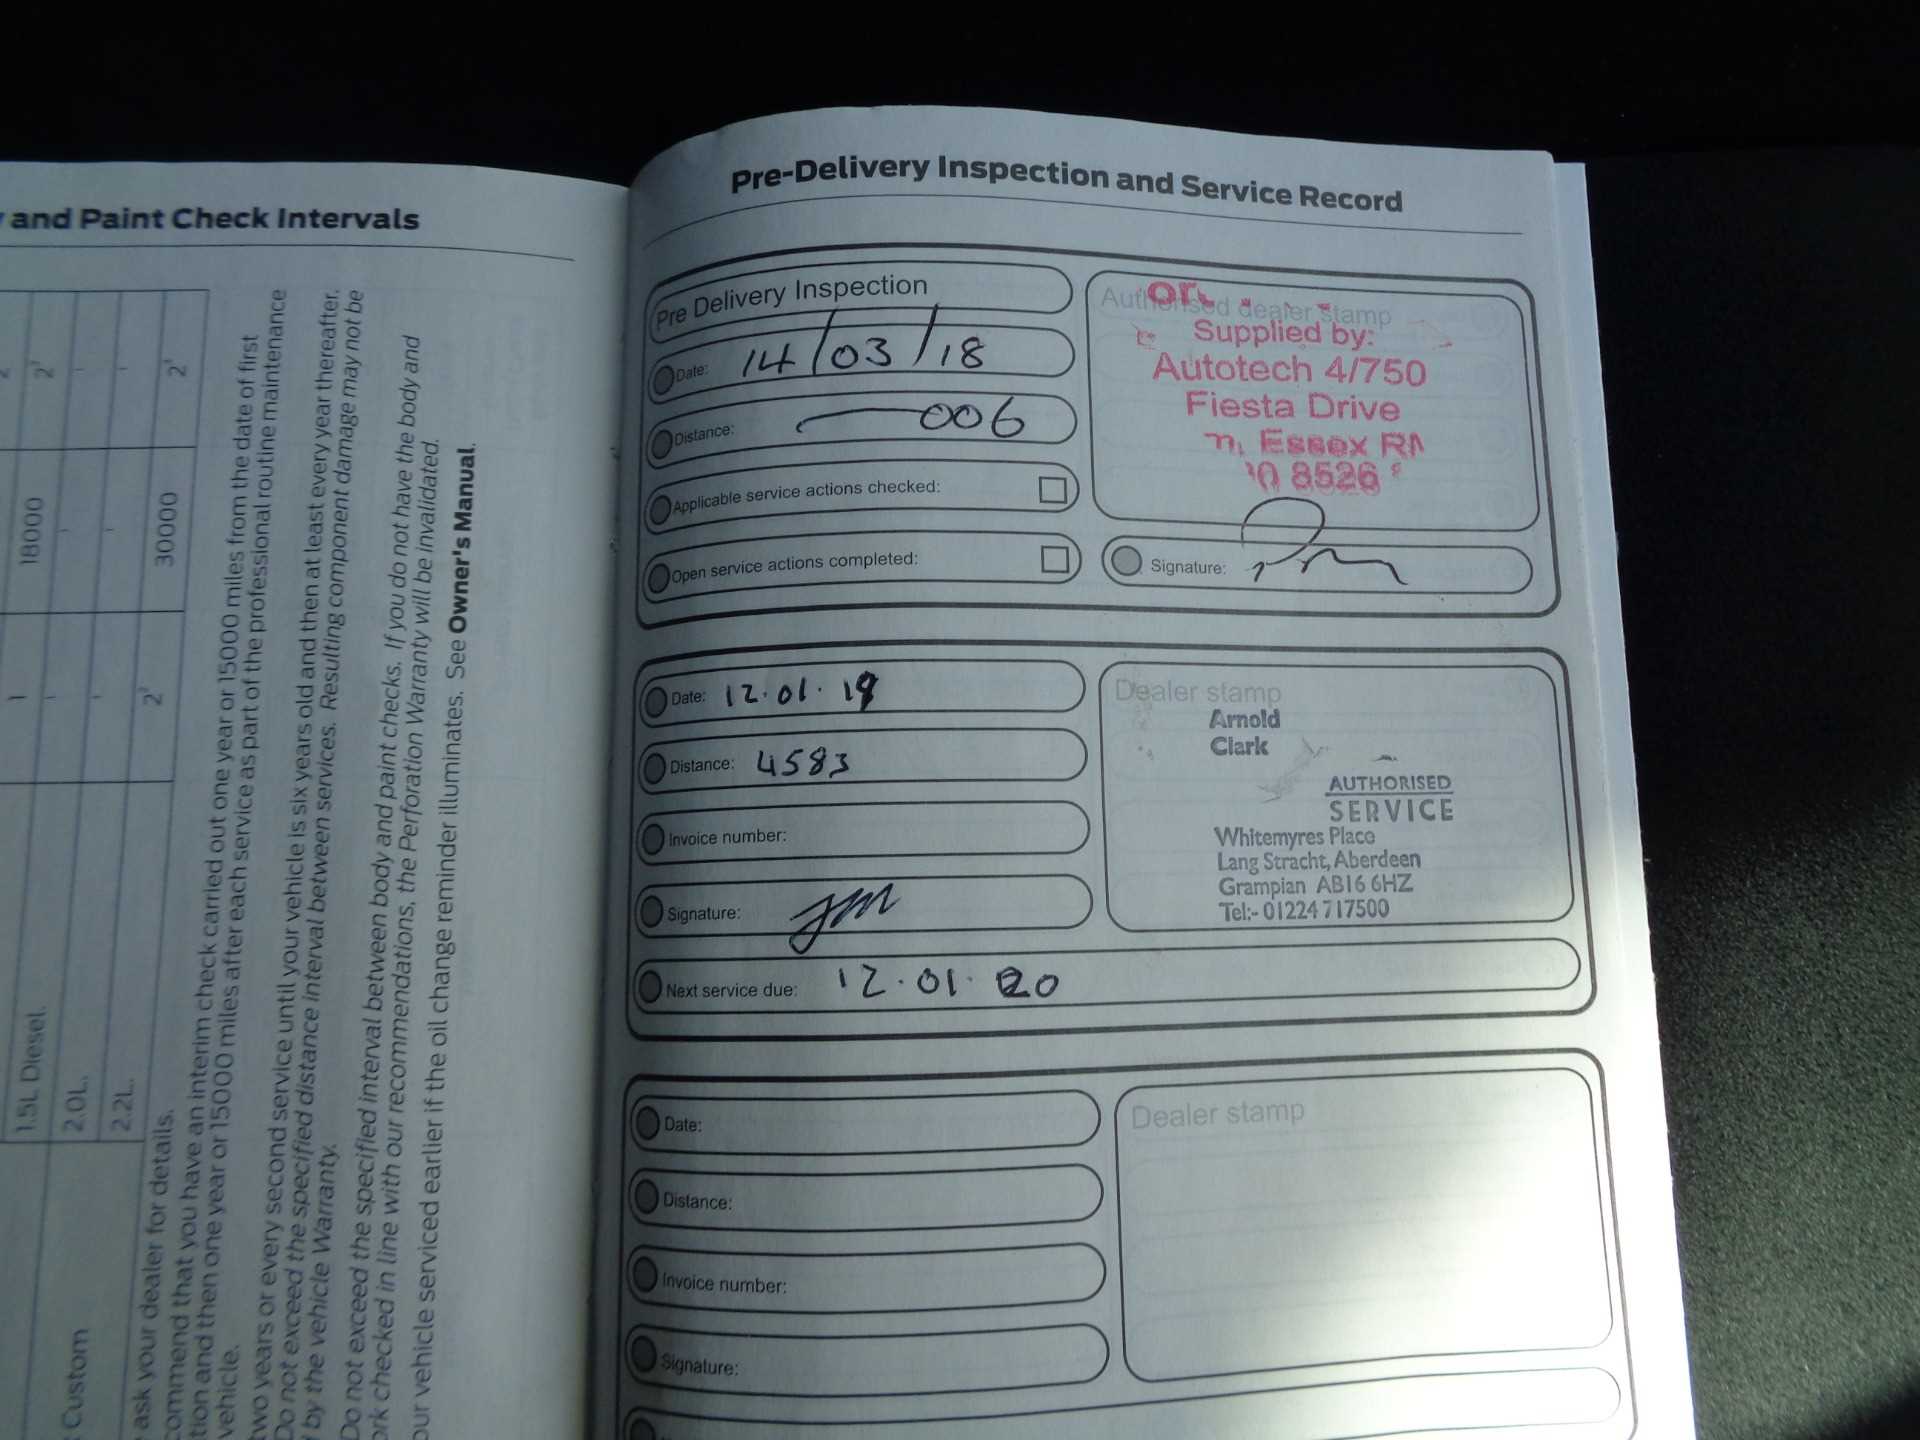 and Paint Check Intervals
2¹
2¹
18000
30000
1
2²
1.5L Diesel.
2.0L.
2.2L.
Custom
ask your dealer for details.
commend that you have an interim check carried out one year or 15000 miles from the date of first
tion and then one year or 15000 miles after each service as part of the professional routine maintenance
vehicle.
two years or every second service until your vehicle is six years old and then at least every year thereafter.
Do not exceed the specified distance interval between services. Resulting component damage may not be
by the vehicle Warranty.
Do not exceed the specified interval between body and paint checks. If you do not have the body and
ork checked in line with our recommendations, the Perforation Warranty will be invalidated.
our vehicle serviced earlier if the oil change reminder illuminates. See Owner's Manual.
Pre-Delivery Inspection and Service Record
Pre Delivery Inspection
Date: 14/03/18
Distance: 006
Applicable service actions checked:
Open service actions completed:
Authorised dealer stamp
Supplied by:
Autotech 4/750
Fiesta Drive
Essex
8526
Signature:
Date: 12.01.19
Distance: 4583
Invoice number:
Signature: JM
Next service due: 12.01.20
Dealer stamp
Arnold
Clark
AUTHORISED
SERVICE
Whitemyres Place
Lang Stracht, Aberdeen
Grampian AB16 6HZ
Tel:- 01224 717500
Date:
Distance:
Invoice number:
Signature:
Dealer stamp